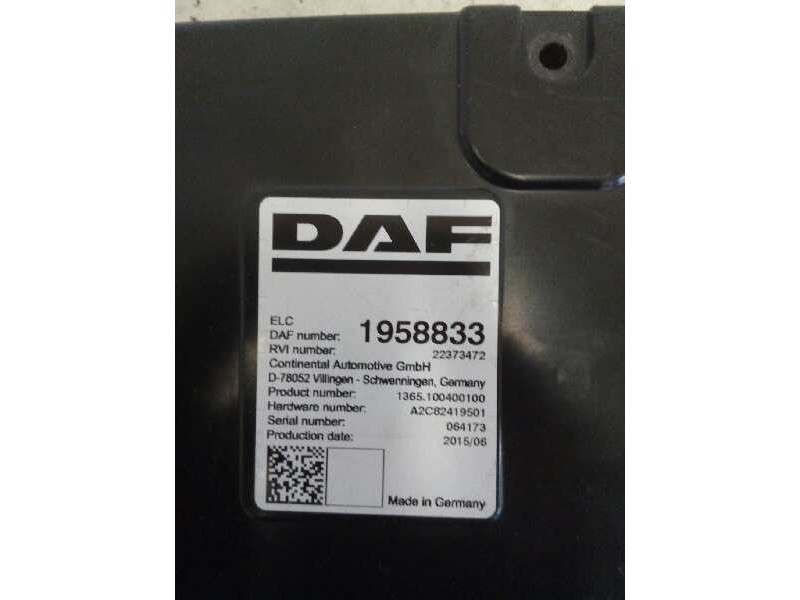 DAF
ELC
DAF number: 1958833
RVI number: 22373472
Continental Automotive GmbH
D-78052 Villingen - Schwenningen, Germany
Product number: 1365.100400100
Hardware number: A2C82419501
Serial number: 064173
Production date: 2015/06
Made in Germany